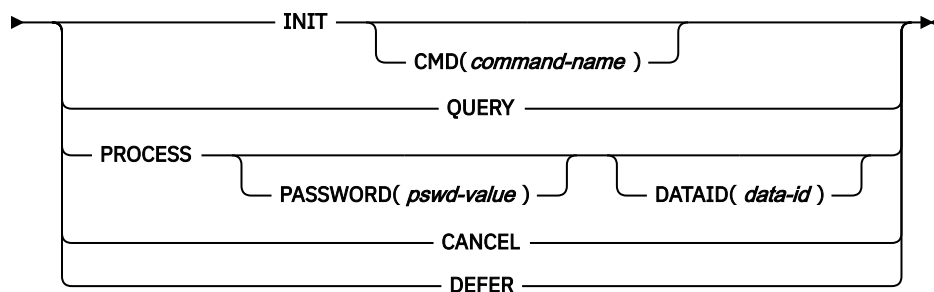 INIT
CMD( command-name )
QUERY
PROCESS
PASSWORD( pswd-value )
DATAID( data-id )
CANCEL
DEFER